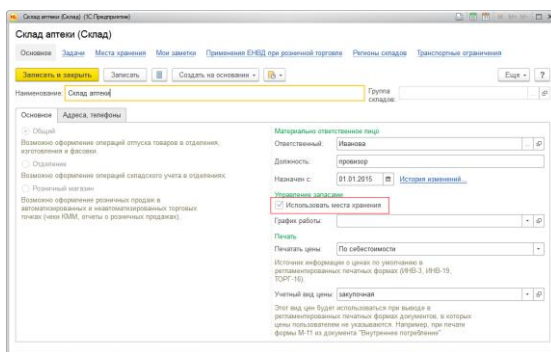 Склад аптеки (Склад) (1С:Предприятие)
Склад аптеки (Склад)
Основное Задачи Места хранения Мои заметки Применения ЕНВД при розничной торговле Регионы складов Транспортные ограничения
Записать и закрыть Записать Создать на основании Еще ?
Наименование: Склад аптеки Группа складов:
Основное Адреса, телефоны
Общий
Возможно оформление операций отпуска товаров в отделения,
изготовления и фасовки.
Отделение
Возможно оформление операций складского учета в отделениях.
Розничный магазин
Возможно оформление розничных продаж в
автоматизированных и неавтоматизированных торговых
точках (чеки ККМ, отчеты о розничных продажах).
Материально ответственное лицо
Ответственный: Иванова
Должность: провизор
Назначен с: 01.01.2015 История изменений...
Управление запасами
Использовать места хранения
График работы:
Печать
Печатать цены: По себестоимости
Источник информации о ценах по умолчанию в
регламентированных печатных формах (ИНВ-3, ИНВ-19,
ТОРГ-16).
Учетный вид цены: закупочная
Этот вид цен будет использоваться при выводе в
регламентированных печатных формах документов, в которых
цены пользователем не указываются. Например, при печати
формы М-11 из документа "Внутреннее потребление".